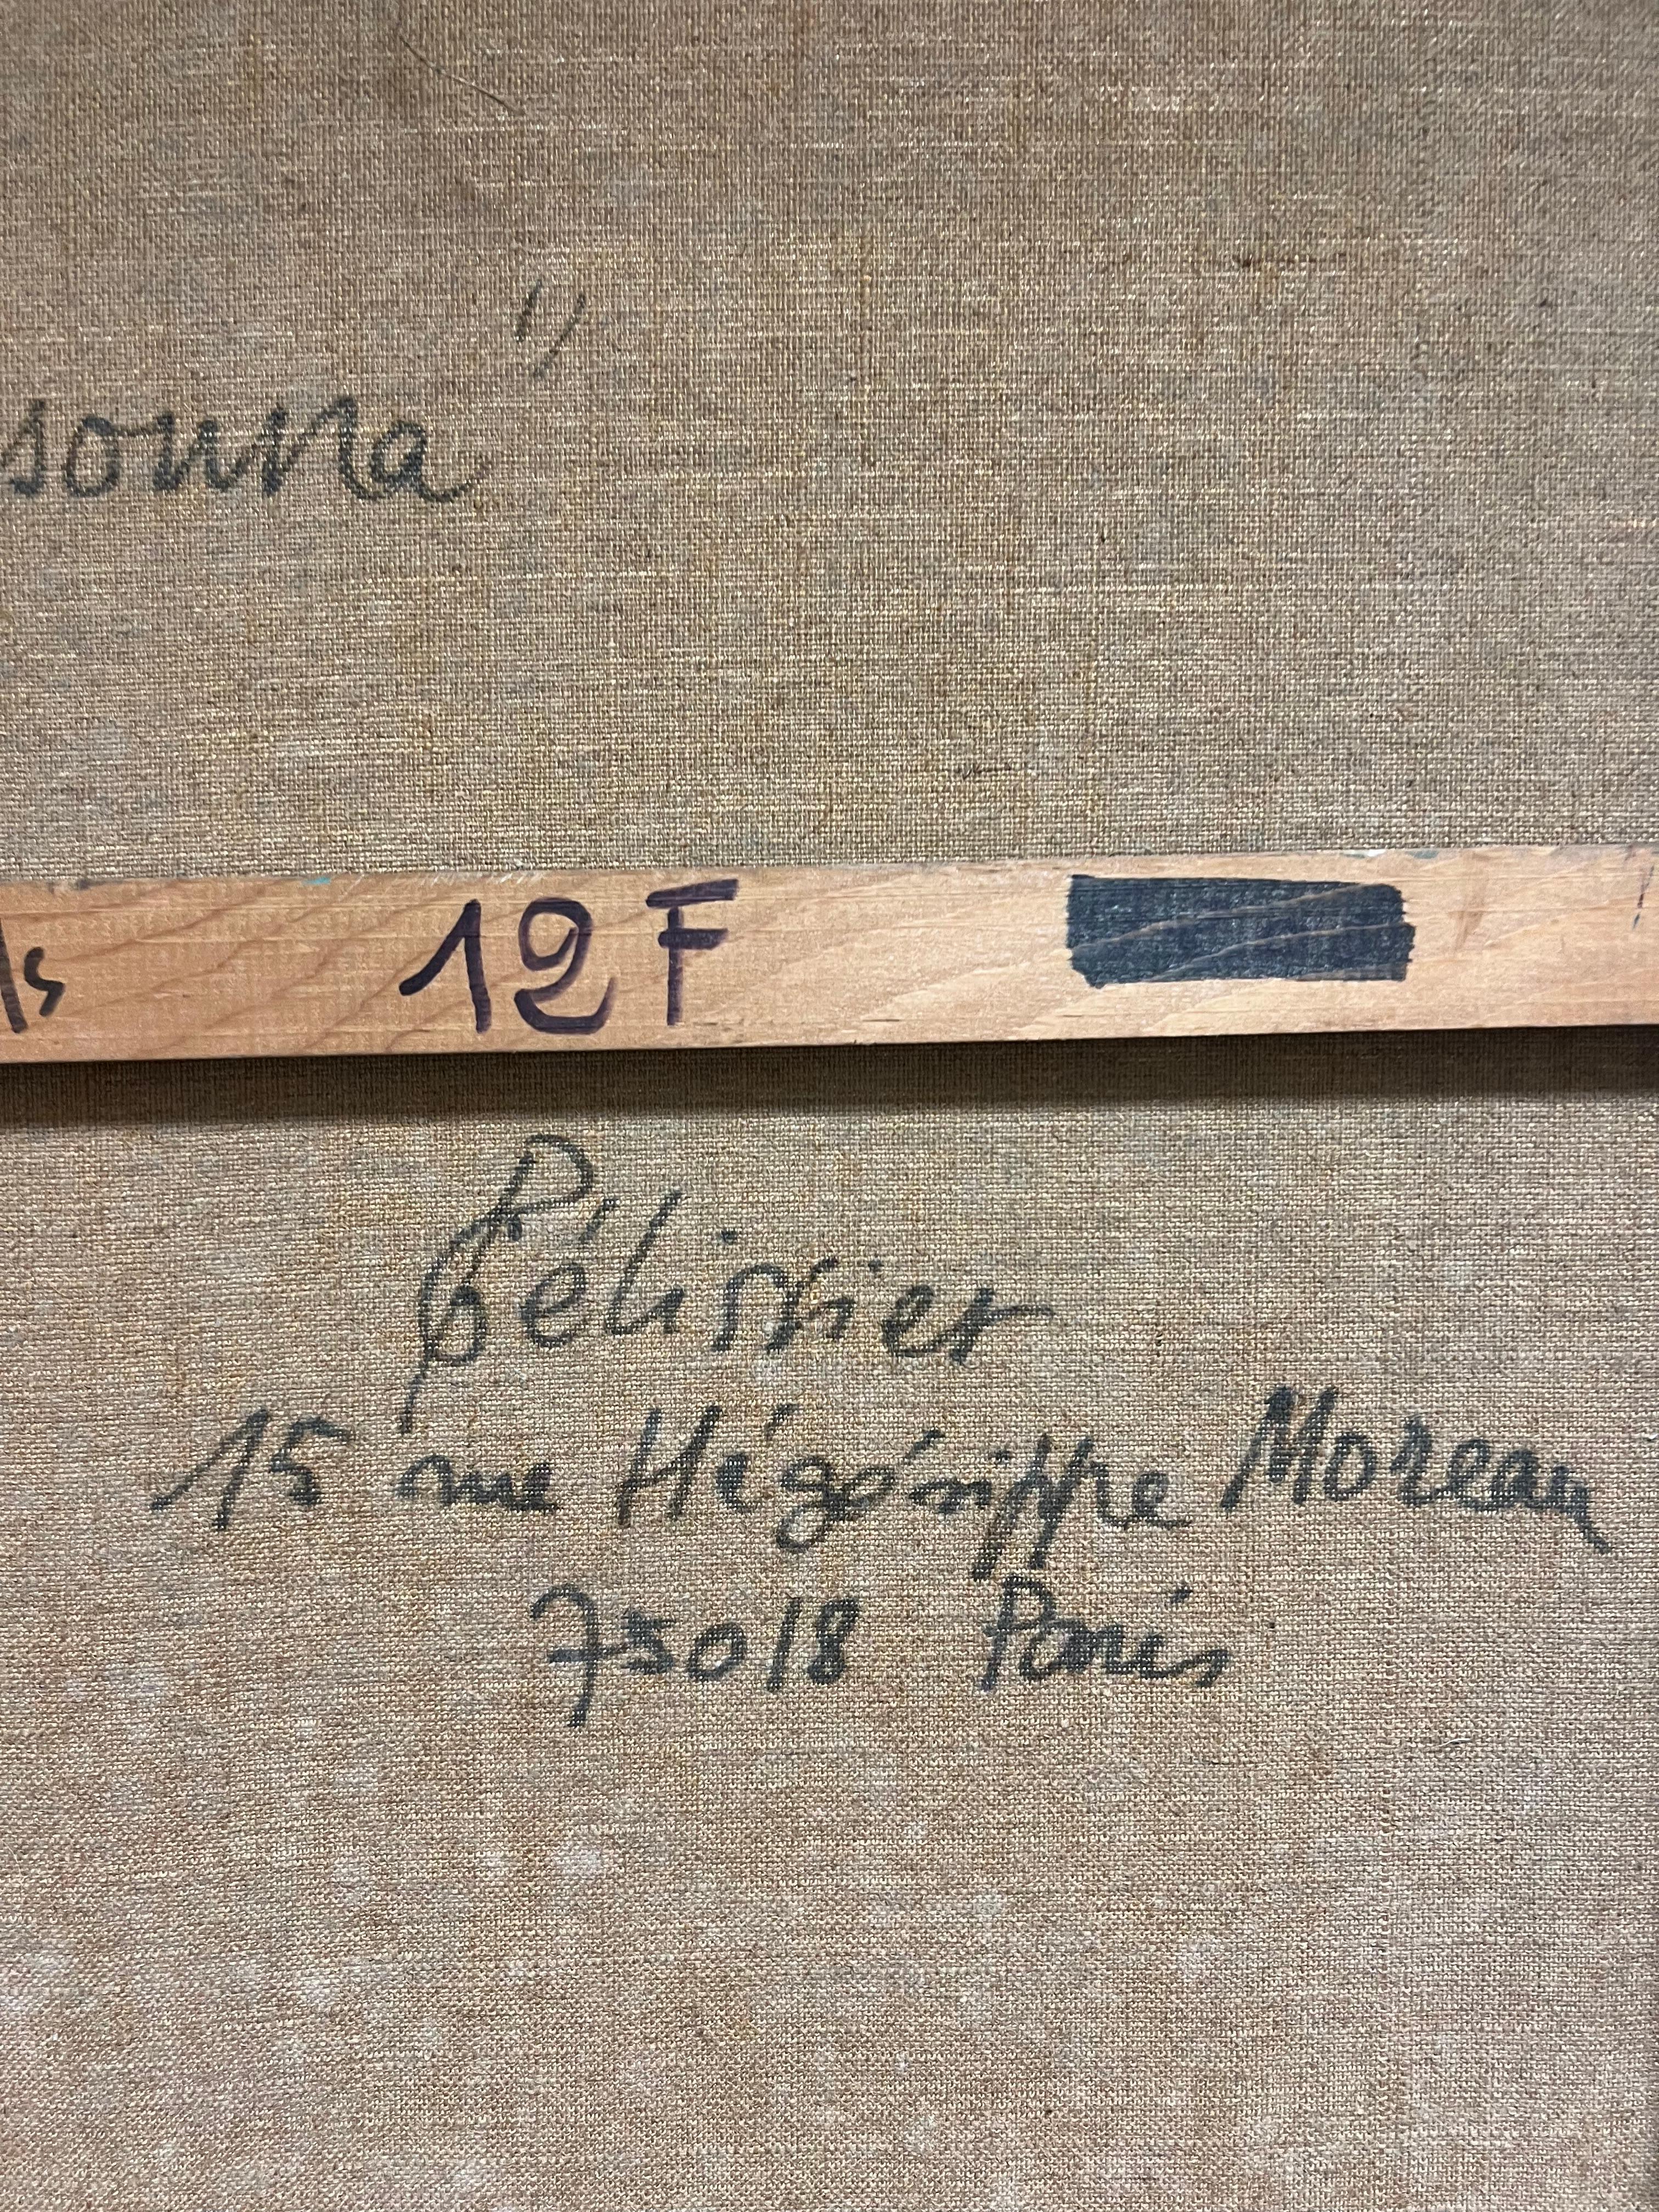 sonna"
12F
Pélissier
15 rue Hégésippe Moreau
75018 Paris